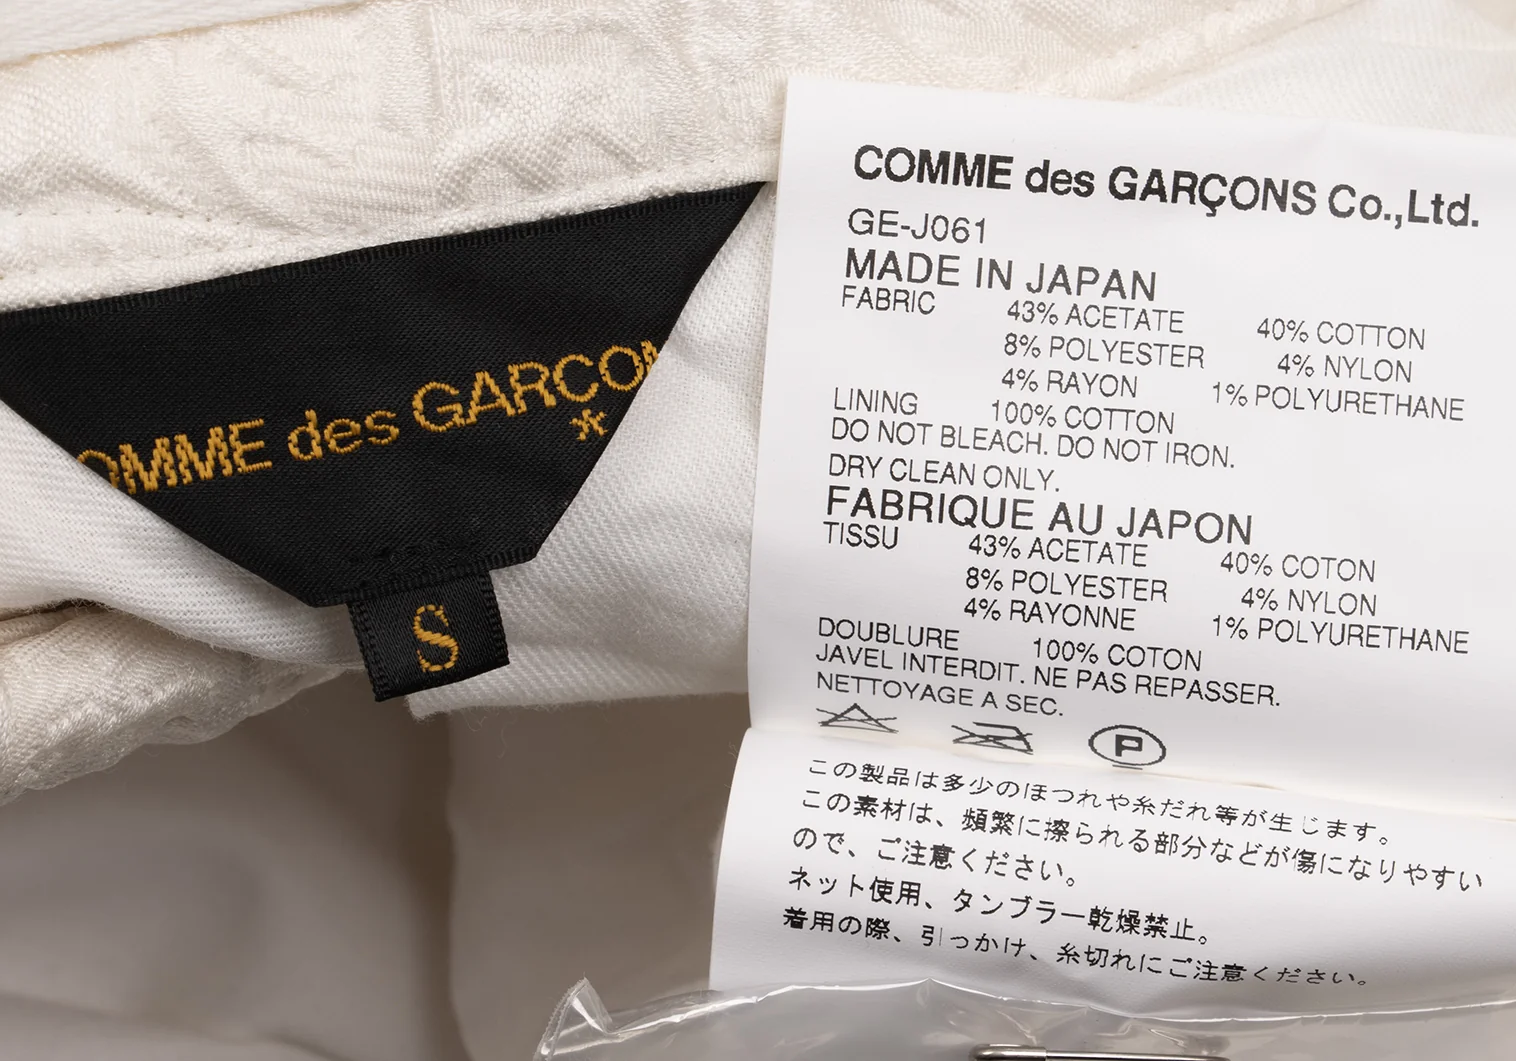 OMME des GARCON
S
COMME des GARÇONS Co.,Ltd.
GE-J061
MADE IN JAPAN
FABRIC 43% ACETATE 40% COTTON
8% POLYESTER 4% NYLON
4% RAYON 1% POLYURETHANE
LINING 100% COTTON
DO NOT BLEACH. DO NOT IRON.
DRY CLEAN ONLY.
FABRIQUE AU JAPON
TISSU 43% ACETATE 40% COTON
8% POLYESTER 4% NYLON
4% RAYONNE 1% POLYURETHANE
DOUBLURE 100% COTON
JAVEL INTERDIT. NE PAS REPASSER.
NETTOYAGE A SEC.
P
この製品は多少のほつれや糸だれ等が生じます。
この素材は、頻繁に擦られる部分などが傷になりやすい
ので、ご注意ください。
ネット使用、タンブラー乾燥禁止。
着用の際、引っかけ、糸切れにご注意ください。